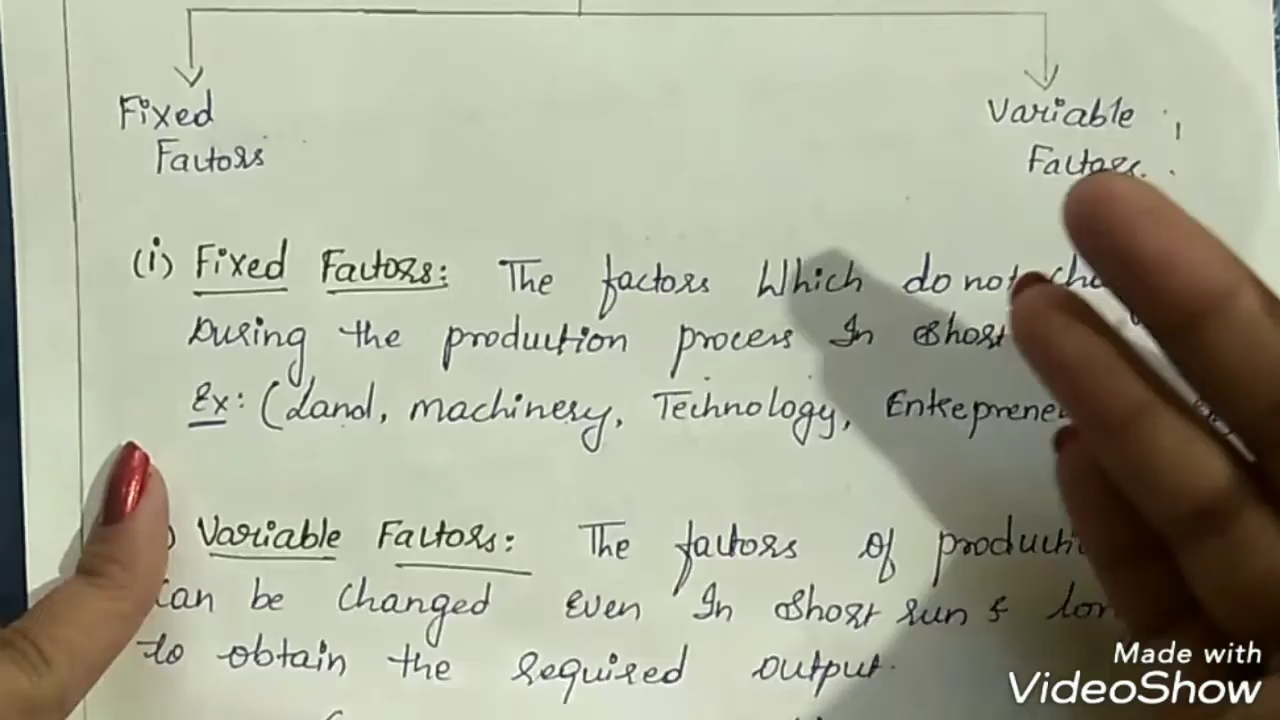 Fixed
Factors
Variable
Factors
(i) Fixed Factors: The factors Which do not
During the production process In Short
Ex: (Land, machinery, Technology,
Variable Factors: The factors of
can be changed Even In Short run &
to obtain the required output.
Made with
VideoShow